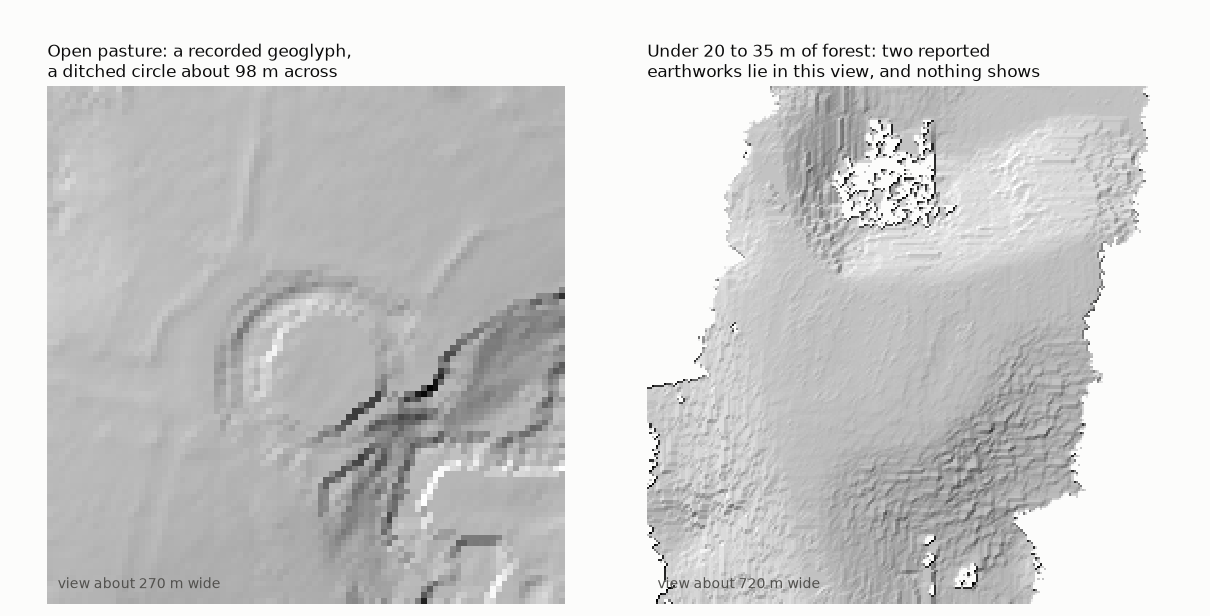 Open pasture: a recorded geoglyph,
a ditched circle about 98 m across
Under 20 to 35 m of forest: two reported
earthworks lie in this view, and nothing shows
view about 270 m wide
view about 720 m wide